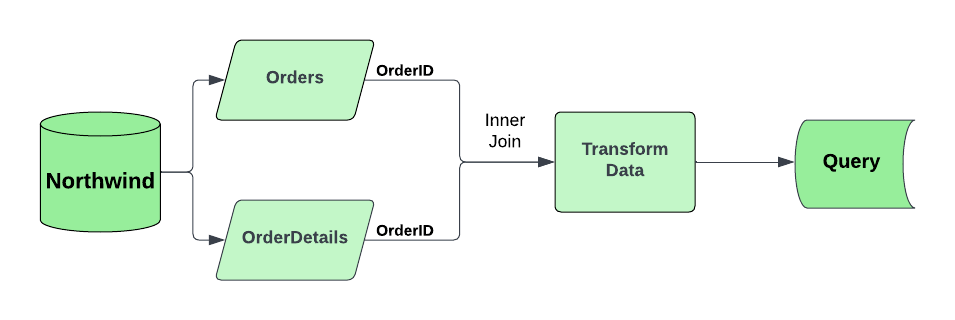 Orders
OrderID
Northwind
Inner
Join
Transform
Data
Query
OrderDetails
OrderID